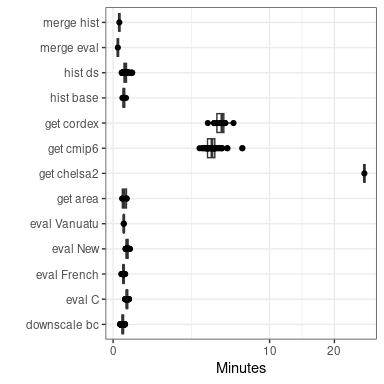 merge hist
merge eval
hist ds
hist base
get cordex
get cmip6
get chelsa2
get area
eval Vanuatu
eval New
eval French
eval C
downscale bc
0 10 20
Minutes